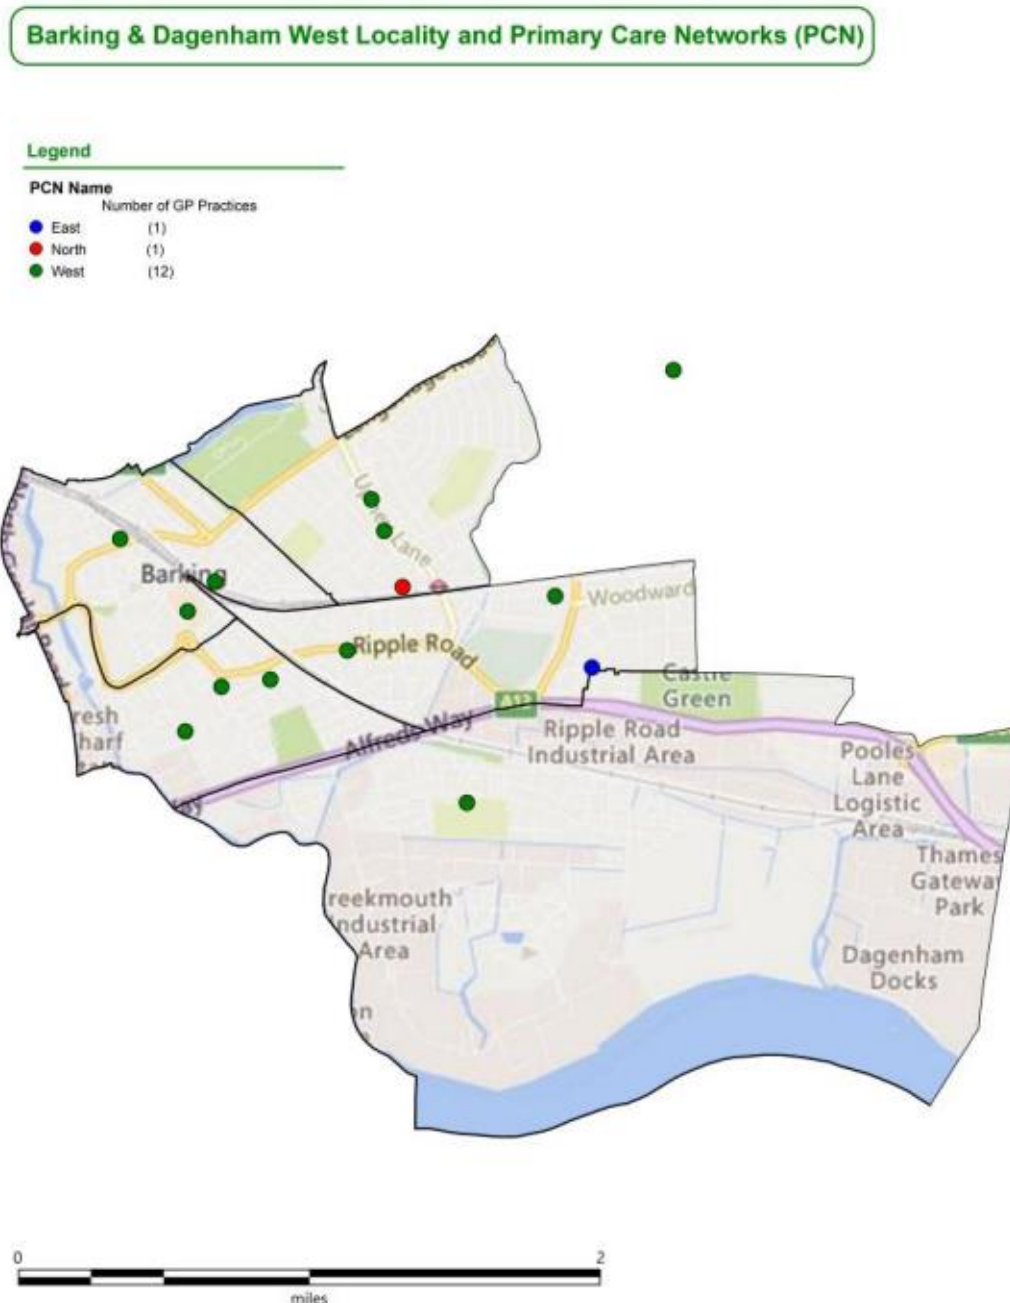 Barking & Dagenham West Locality and Primary Care Networks (PCN)
Legend
PCN Name
Number of GP Practices
East (1)
North (1)
West (12)
Lane
Barking
Woodward
Ripple Road
Castle
Green
A13
Alfreds Way
Ripple Road
Industrial Area
resh
harf
Pooles
Lane
Logistic
Area
Thames
Gateway
Park
reekmouth
ndustrial
Area
Dagenham
Docks
0 2
miles